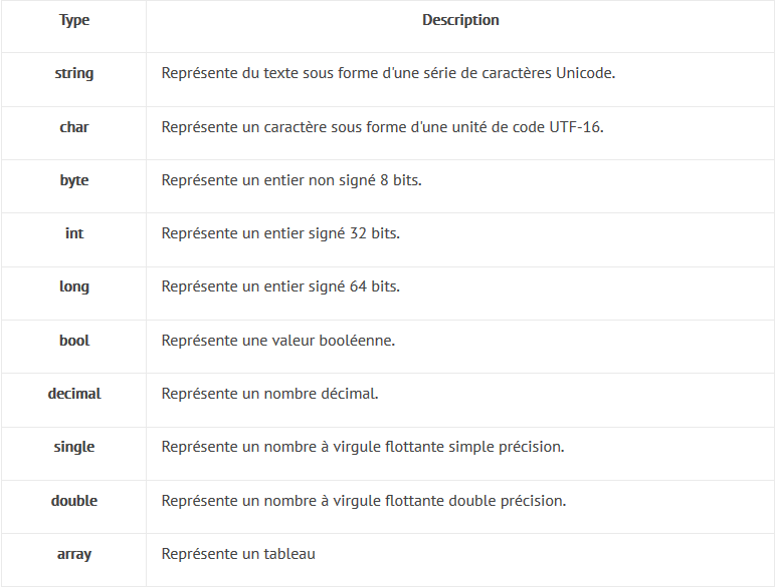 Type Description
string Représente du texte sous forme d'une série de caractères Unicode.
char Représente un caractère sous forme d'une unité de code UTF-16.
byte Représente un entier non signé 8 bits.
int Représente un entier signé 32 bits.
long Représente un entier signé 64 bits.
bool Représente une valeur booléenne.
decimal Représente un nombre décimal.
single Représente un nombre à virgule flottante simple précision.
double Représente un nombre à virgule flottante double précision.
array Représente un tableau